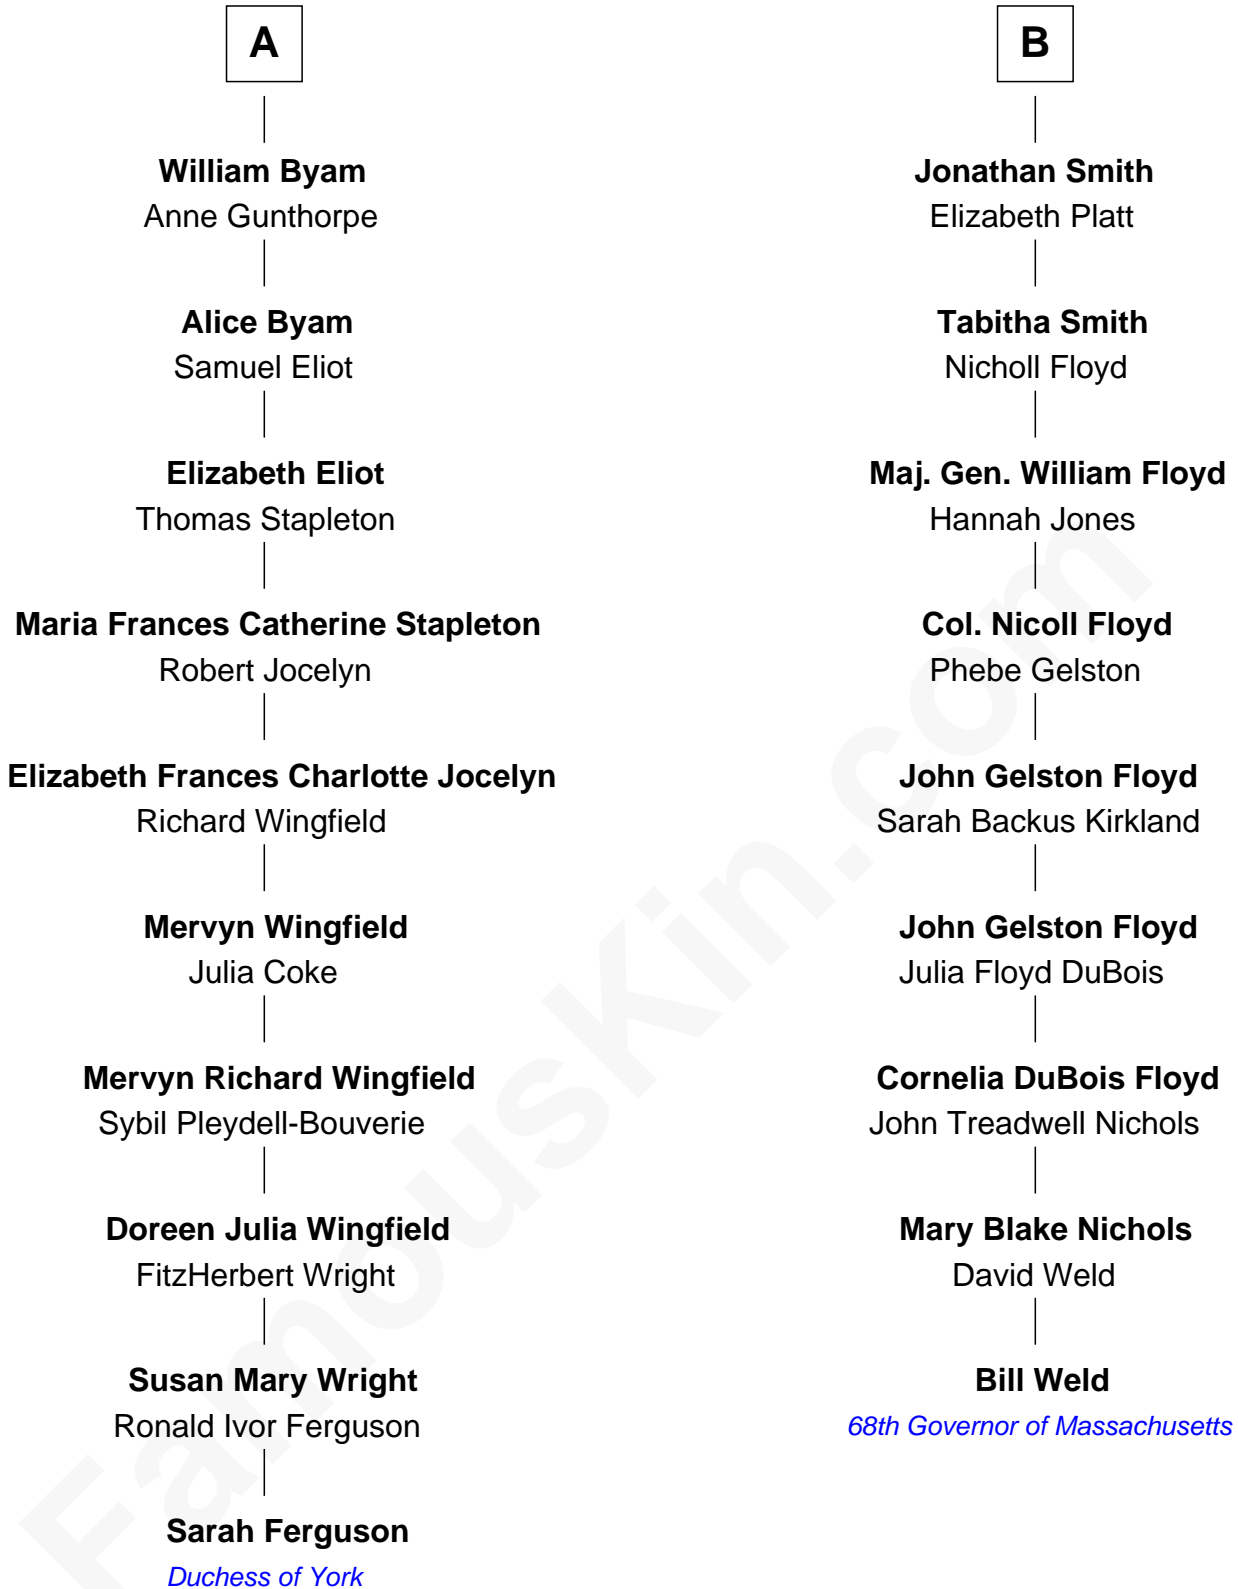 A
William Byam
Anne Gunthorpe
Alice Byam
Samuel Eliot
Elizabeth Eliot
Thomas Stapleton
Maria Frances Catherine Stapleton
Robert Jocelyn
Elizabeth Frances Charlotte Jocelyn
Richard Wingfield
Mervyn Wingfield
Julia Coke
Mervyn Richard Wingfield
Sybil Pleydell-Bouverie
Doreen Julia Wingfield
FitzHerbert Wright
Susan Mary Wright
Ronald Ivor Ferguson
Sarah Ferguson
Duchess of York
B
Jonathan Smith
Elizabeth Platt
Tabitha Smith
Nicholl Floyd
Maj. Gen. William Floyd
Hannah Jones
Col. Nicoll Floyd
Phebe Gelston
John Gelston Floyd
Sarah Backus Kirkland
John Gelston Floyd
Julia Floyd DuBois
Cornelia DuBois Floyd
John Treadwell Nichols
Mary Blake Nichols
David Weld
Bill Weld
68th Governor of Massachusetts
FamousKin.com